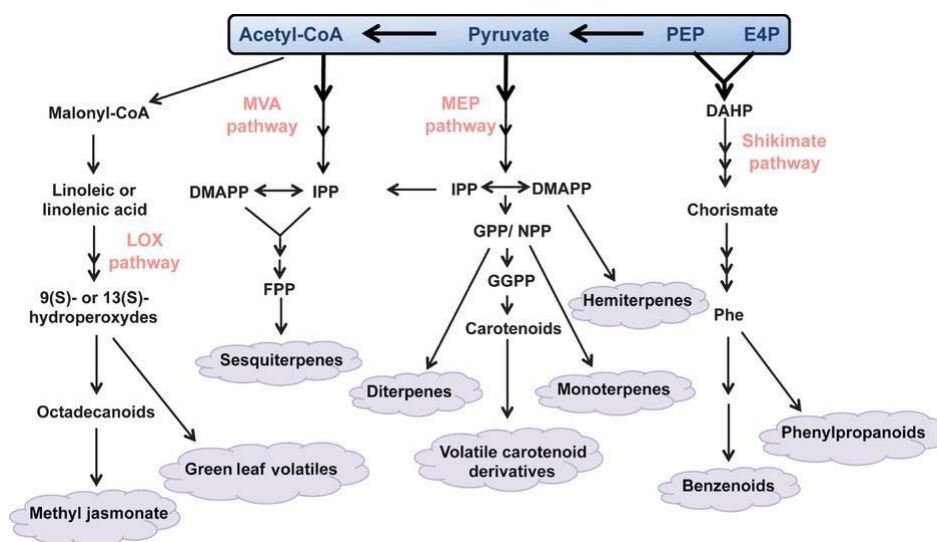 Acetyl-CoA Pyruvate PEP E4P
MVA
pathway
MEP
pathway
Malonyl-CoA
DAHP
Shikimate
pathway
Linoleic or
linolenic acid
DMAPP IPP
IPP DMAPP
Chorismate
LOX
pathway
GPP/ NPP
GGPP
FPP
9(S)- or 13(S)-
hydroperoxydes
Carotenoids
Hemiterpenes
Phe
Sesquiterpenes
Diterpenes
Monoterpenes
Octadecanoids
Phenylpropanoids
Green leaf volatiles
Volatile carotenoid
derivatives
Benzenoids
Methyl jasmonate